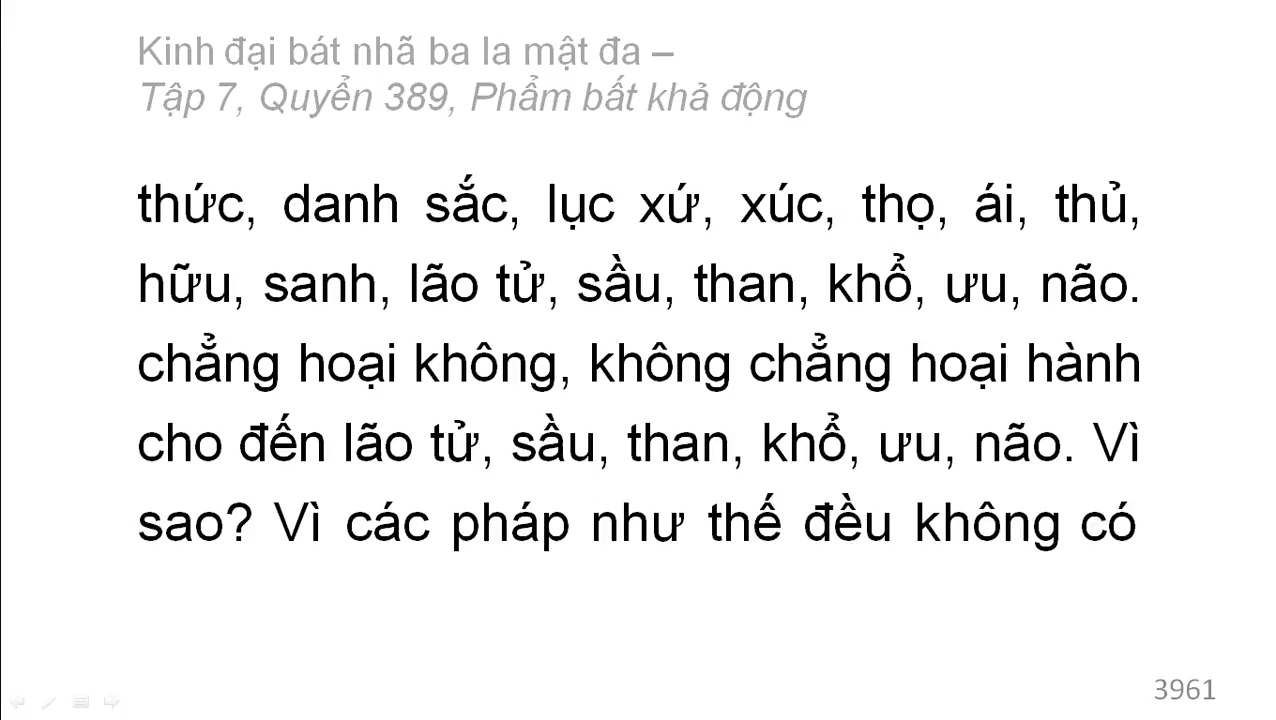 Kinh đại bát nhã ba la mật đa –
Tập 7, Quyển 389, Phẩm bất khả động
thức, danh sắc, lục xứ, xúc, thọ, ái, thủ,
hữu, sanh, lão tử, sầu, than, khổ, ưu, não.
chẳng hoại không, không chẳng hoại hành
cho đến lão tử, sầu, than, khổ, ưu, não. Vì
sao? Vì các pháp như thế đều không có
3961